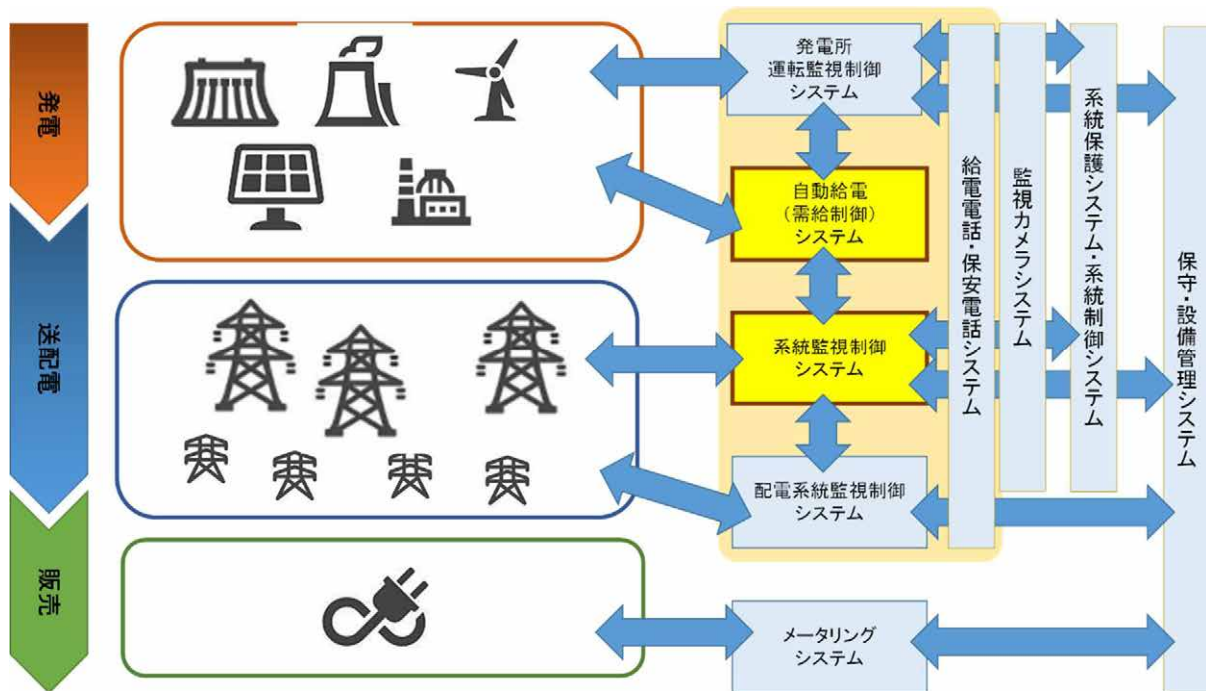 発電
送配電
販売
発電所
運転監視制御
システム
自動給電
（需給制御）
システム
系統監視制御
システム
配電系統監視制御
システム
メータリング
システム
給電電話・保安電話システム
監視カメラシステム
系統保護システム・系統制御システム
保守・設備管理システム